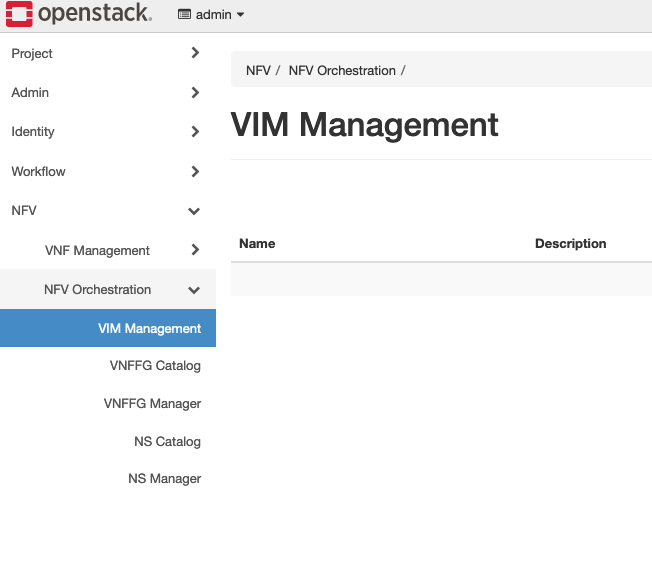 openstack.
admin
Project
Admin
Identity
Workflow
NFV
VNF Management
NFV Orchestration
VIM Management
VNFFG Catalog
VNFFG Manager
NS Catalog
NS Manager
NFV / NFV Orchestration /
VIM Management
Name Description